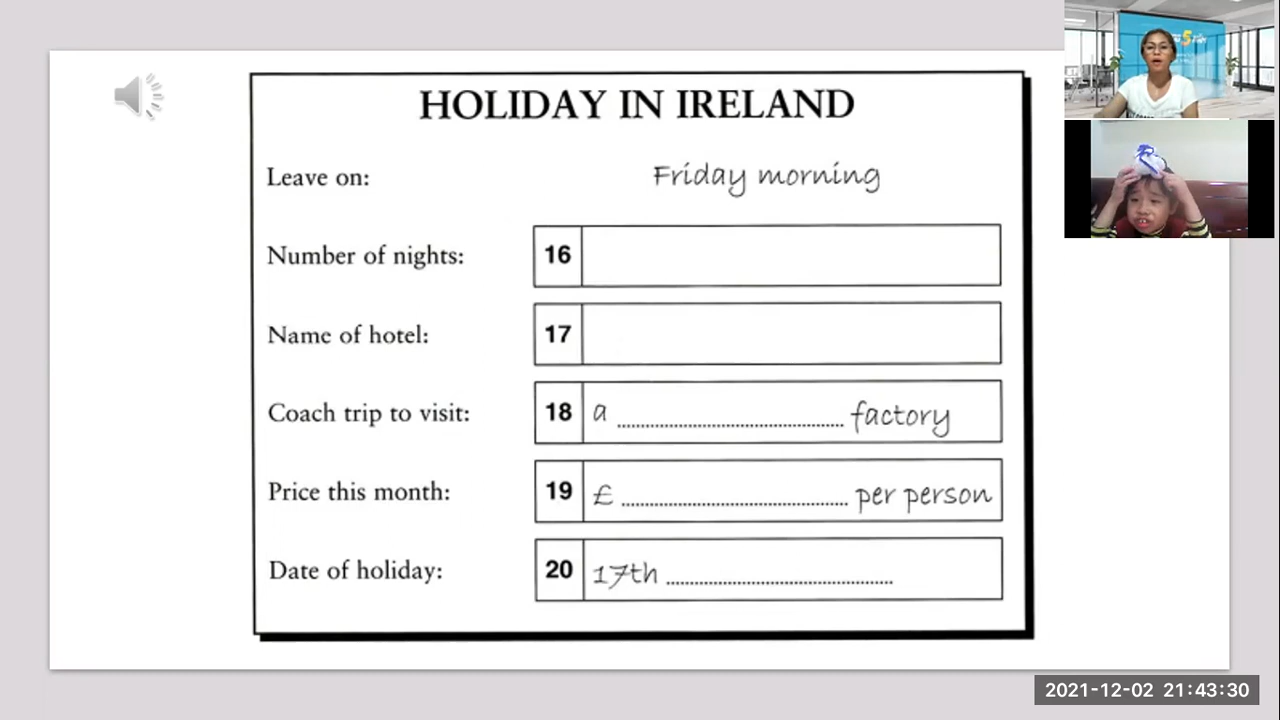 HOLIDAY IN IRELAND
Leave on: Friday morning
Number of nights: 16
Name of hotel: 17
Coach trip to visit: 18 a ........................................ factory
Price this month: 19 £ ........................................ per person
Date of holiday: 20 17th ........................................
2021-12-02 21:43:30